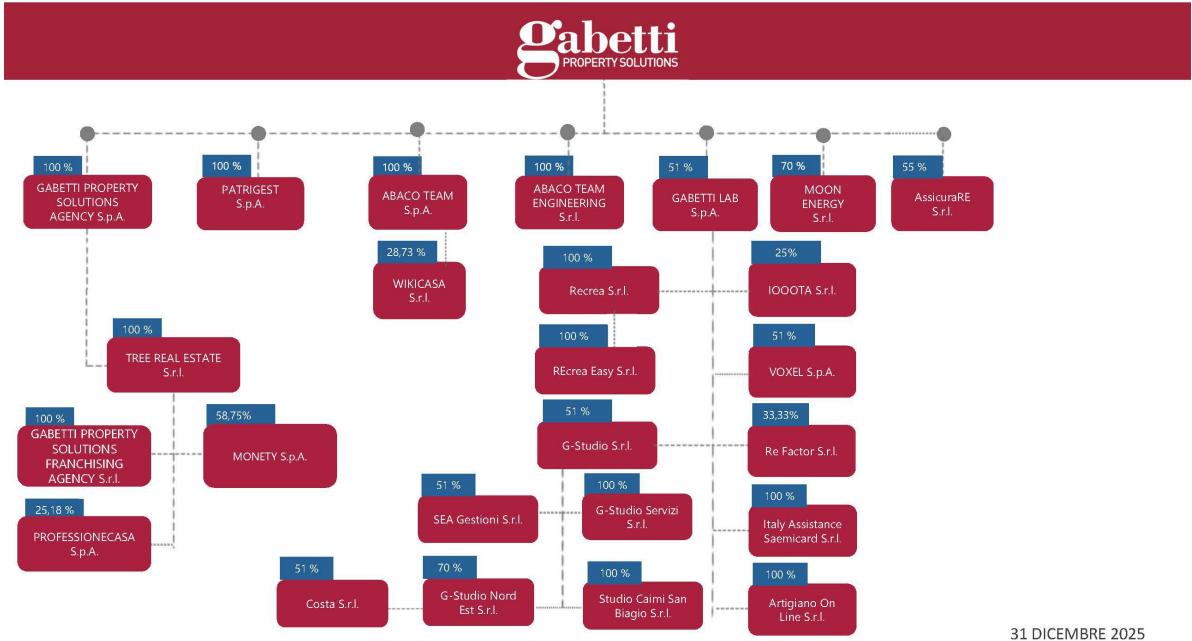 gabetti
PROPERTY SOLUTIONS
100 %
GABETTI PROPERTY
SOLUTIONS
AGENCY S.p.A.
100 %
PATRIGEST
S.p.A.
100 %
ABACO TEAM
S.p.A.
100 %
ABACO TEAM
ENGINEERING
S.r.l.
51 %
GABETTI LAB
S.p.A.
70 %
MOON
ENERGY
S.r.l.
55 %
AssicuraRE
S.r.l.
28,73 %
WIKICASA
S.r.l.
100 %
Recrea S.r.l.
25%
IOOOTA S.r.l.
100 %
TREE REAL ESTATE
S.r.l.
100 %
REcrea Easy S.r.l.
51 %
VOXEL S.p.A.
100 %
GABETTI PROPERTY
SOLUTIONS
FRANCHISING
AGENCY S.r.l.
58,75%
MONETY S.p.A.
51 %
G-Studio S.r.l.
33,33%
Re Factor S.r.l.
25,18 %
PROFESSIONECASA
S.p.A.
51 %
SEA Gestioni S.r.l.
100 %
G-Studio Servizi
S.r.l.
100 %
Italy Assistance
Saemicard S.r.l.
51 %
Costa S.r.l.
70 %
G-Studio Nord
Est S.r.l.
100 %
Studio Caimi San
Biagio S.r.l.
100 %
Artigiano On
Line S.r.l.
31 DICEMBRE 2025